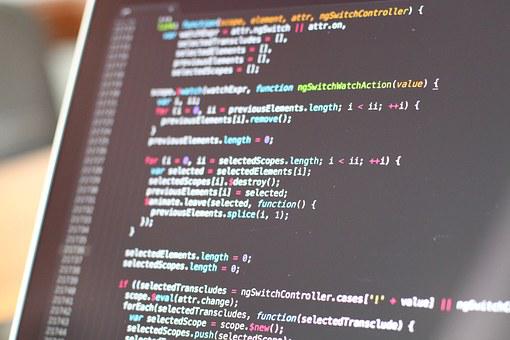 link: function(scope, element, attr, ngSwitchController) {
var watchExpr = attr.ngSwitch || attr.on,
selectedTranscludes = [],
selectedElements = [],
previousElements = [],
selectedScopes = [];
scope.$watch(watchExpr, function ngSwitchWatchAction(value) {
var i, ii;
for (i = 0, ii = previousElements.length; i < ii; ++i) {
previousElements[i].remove();
}
previousElements.length = 0;
for (i = 0, ii = selectedScopes.length; i < ii; ++i) {
var selected = selectedElements[i];
selectedScopes[i].$destroy();
previousElements[i] = selected;
$animate.leave(selected, function() {
previousElements.splice(i, 1);
});
}
selectedElements.length = 0;
selectedScopes.length = 0;
if ((selectedTranscludes = ngSwitchController.cases['!' + value] || ngSwitchC
scope.$eval(attr.change);
forEach(selectedTranscludes, function(selectedTransclude) {
var selectedScope = scope.$new();
selectedScopes.push(selectedScope);